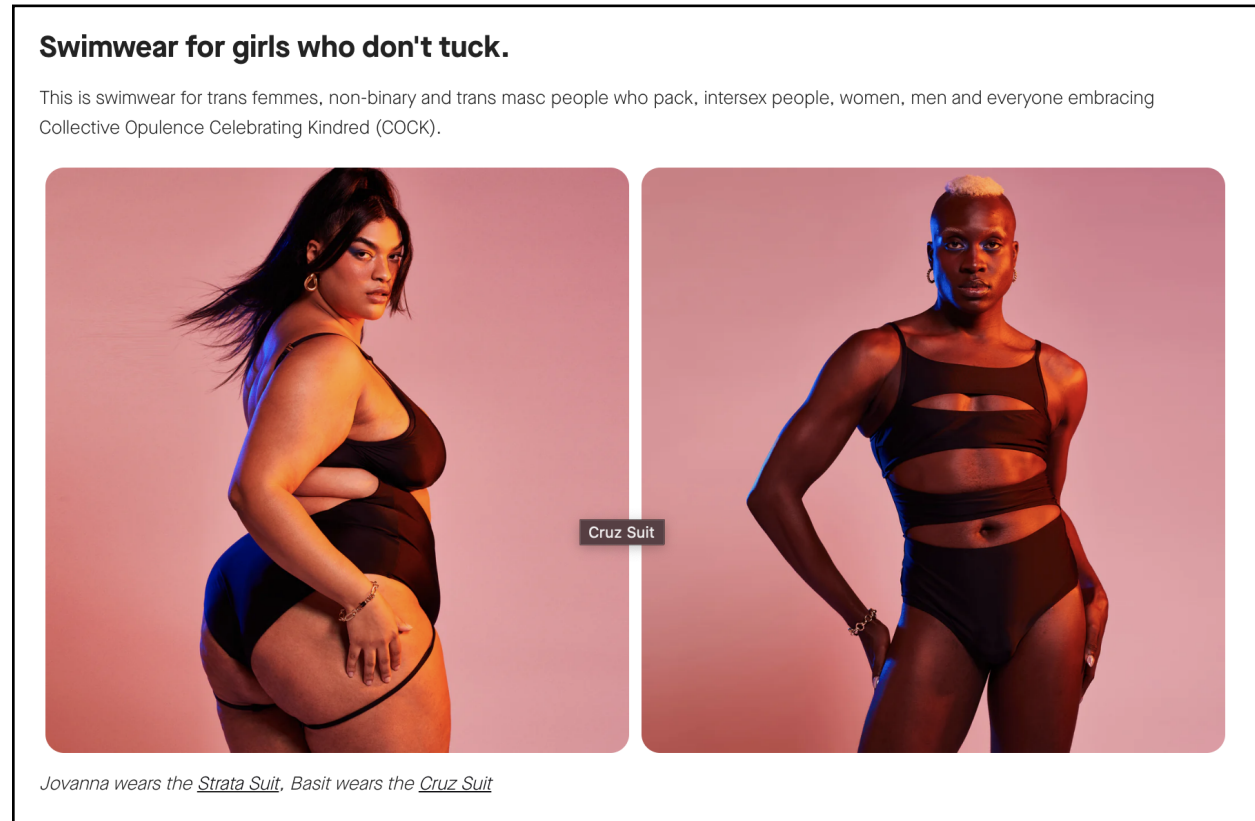 Swimwear for girls who don't tuck.
This is swimwear for trans femmes, non-binary and trans masc people who pack, intersex people, women, men and everyone embracing
Collective Opulence Celebrating Kindred (COCK).
Cruz Suit
Jovanna wears the Strata Suit, Basit wears the Cruz Suit